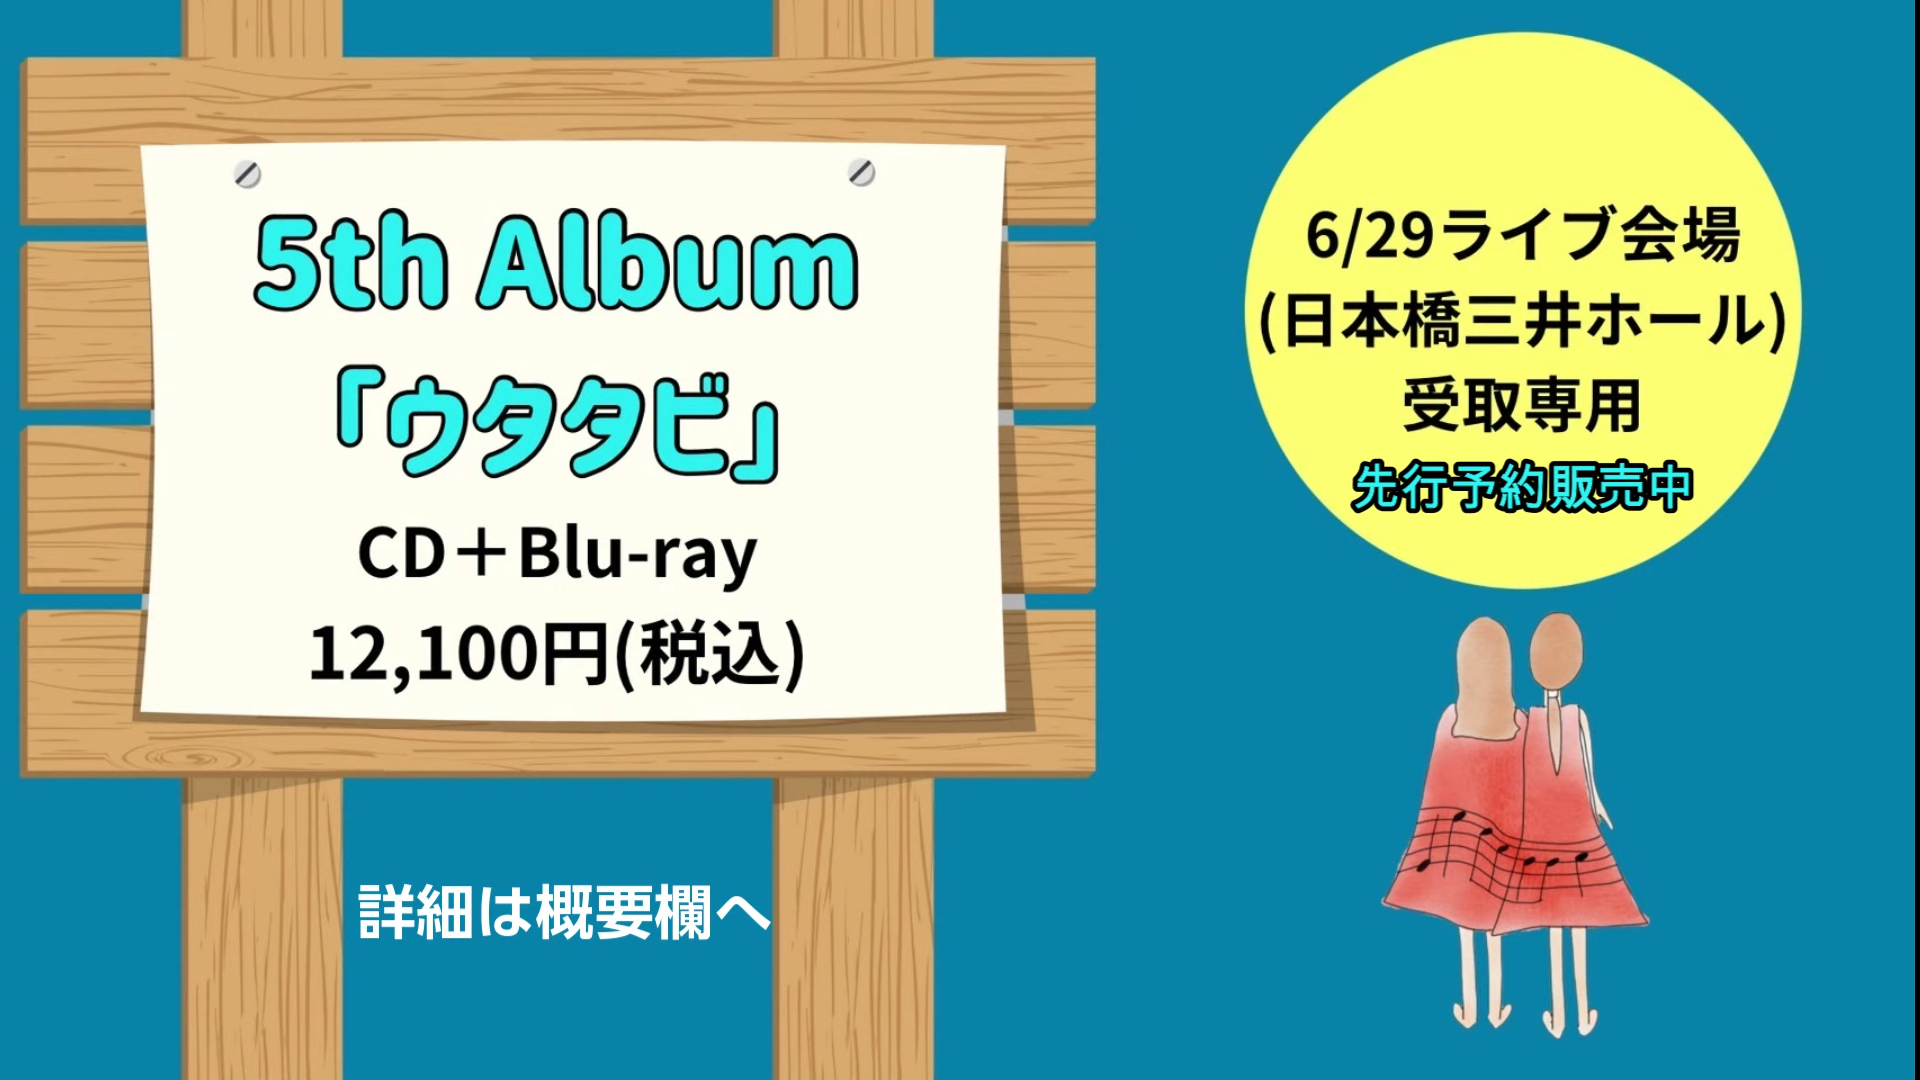 5th Album
「ウタタビ」
CD＋Blu-ray
12,100円(税込)
6/29ライブ会場
(日本橋三井ホール)
受取専用
先行予約販売中
詳細は概要欄へ